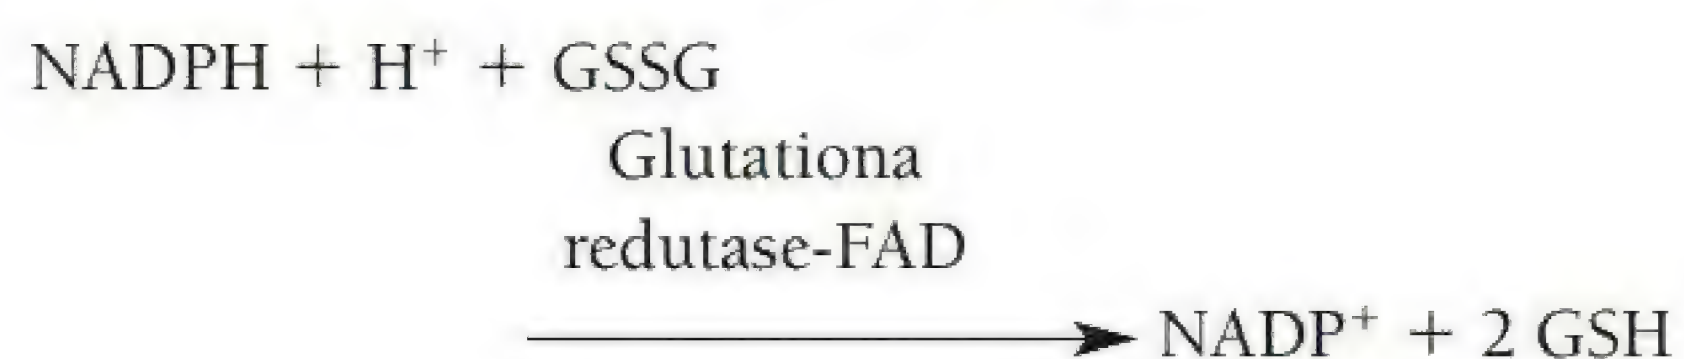 NADPH + H⁺ + GSSG
Glutationa
redutase-FAD
NADP⁺ + 2 GSH